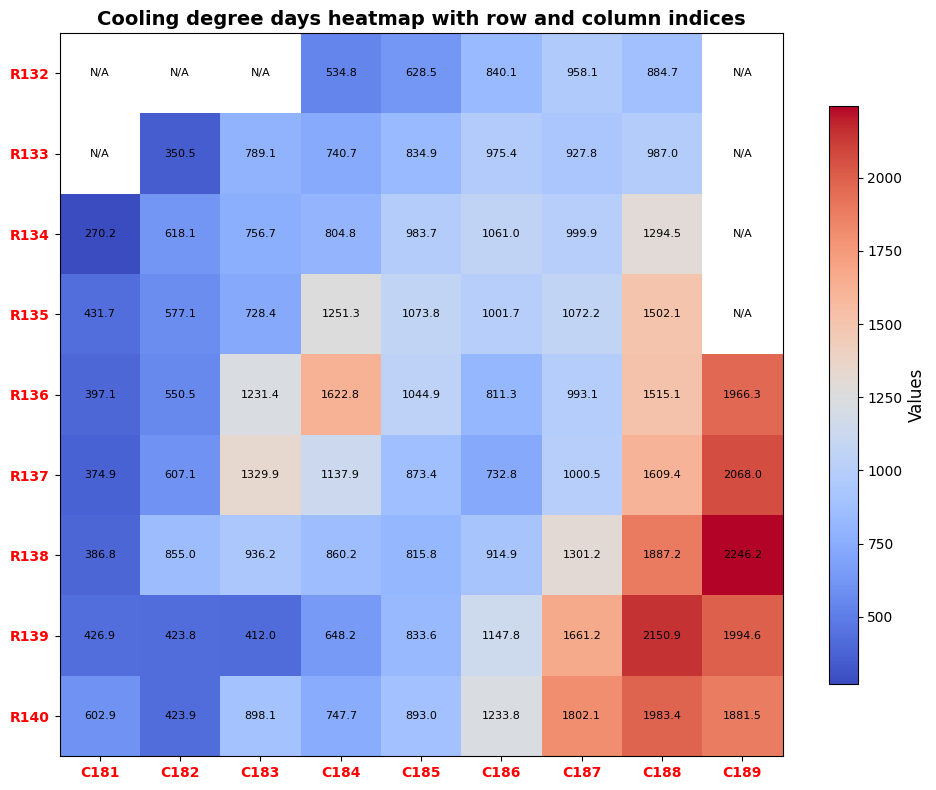 Cooling degree days heatmap with row and column indices
R132 N/A N/A N/A 534.8 628.5 840.1 958.1 884.7 N/A
R133 N/A 350.5 789.1 740.7 834.9 975.4 927.8 987.0 N/A
R134 270.2 618.1 756.7 804.8 983.7 1061.0 999.9 1294.5 N/A
R135 431.7 577.1 728.4 1251.3 1073.8 1001.7 1072.2 1502.1 N/A
R136 397.1 550.5 1231.4 1622.8 1044.9 811.3 993.1 1515.1 1966.3
R137 374.9 607.1 1329.9 1137.9 873.4 732.8 1000.5 1609.4 2068.0
R138 386.8 855.0 936.2 860.2 815.8 914.9 1301.2 1887.2 2246.2
R139 426.9 423.8 412.0 648.2 833.6 1147.8 1661.2 2150.9 1994.6
R140 602.9 423.9 898.1 747.7 893.0 1233.8 1802.1 1983.4 1881.5
C181 C182 C183 C184 C185 C186 C187 C188 C189
2000
1750
1500
1250
1000
750
500
Values